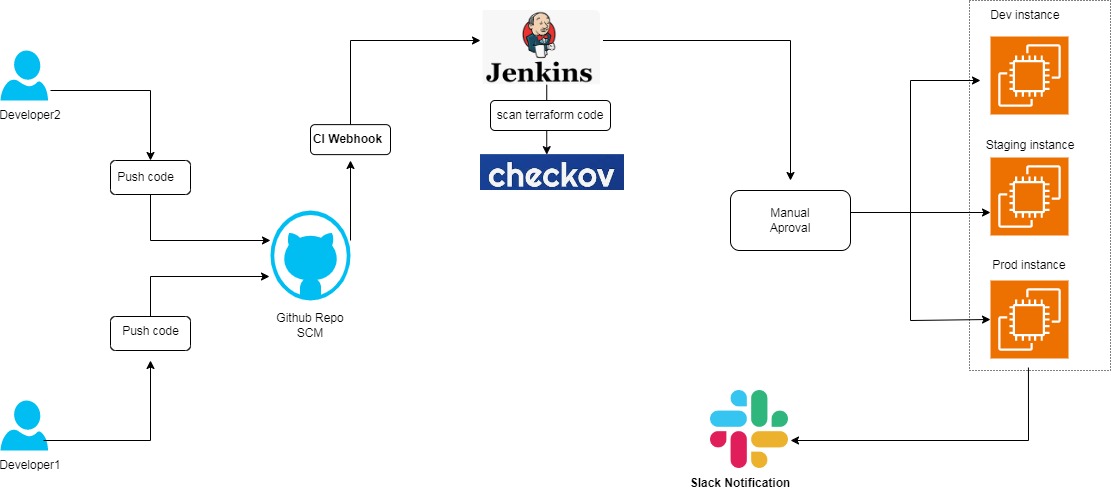 Developer2
Push code
Push code
Developer1
Github Repo
SCM
CI Webhook
Jenkins
scan terraform code
checkov
Manual
Aproval
Dev instance
Staging instance
Prod instance
Slack Notification